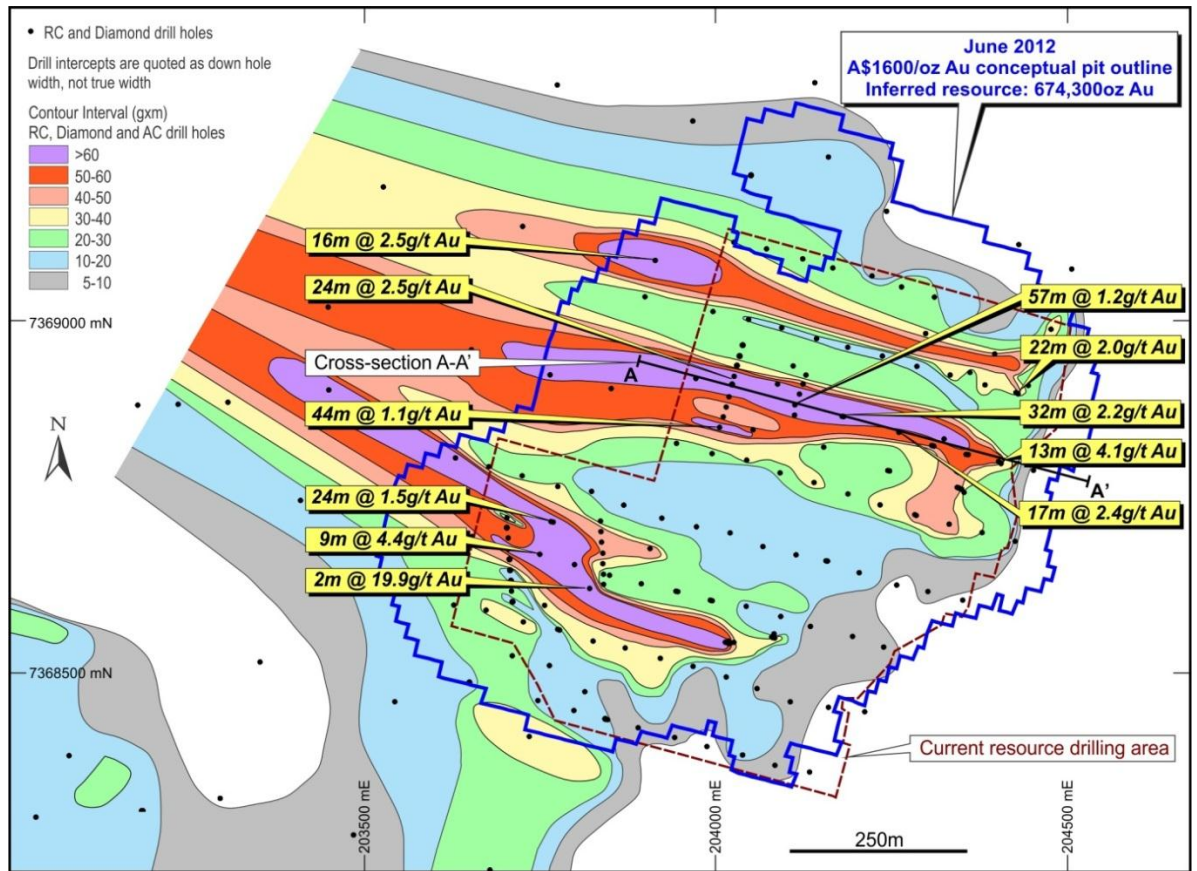 RC and Diamond drill holes
Drill intercepts are quoted as down hole
width, not true width
Contour Interval (gxm)
RC, Diamond and AC drill holes
>60
50-60
40-50
30-40
20-30
10-20
5-10
June 2012
A$1600/oz Au conceptual pit outline
Inferred resource: 674,300oz Au
16m @ 2.5g/t Au
24m @ 2.5g/t Au
57m @ 1.2g/t Au
7369000 mN
22m @ 2.0g/t Au
Cross-section A-A'
A
44m @ 1.1g/t Au
32m @ 2.2g/t Au
N
13m @ 4.1g/t Au
A'
24m @ 1.5g/t Au
17m @ 2.4g/t Au
9m @ 4.4g/t Au
2m @ 19.9g/t Au
7368500 mN
Current resource drilling area
203500 mE
204000 mE
204500 mE
250m